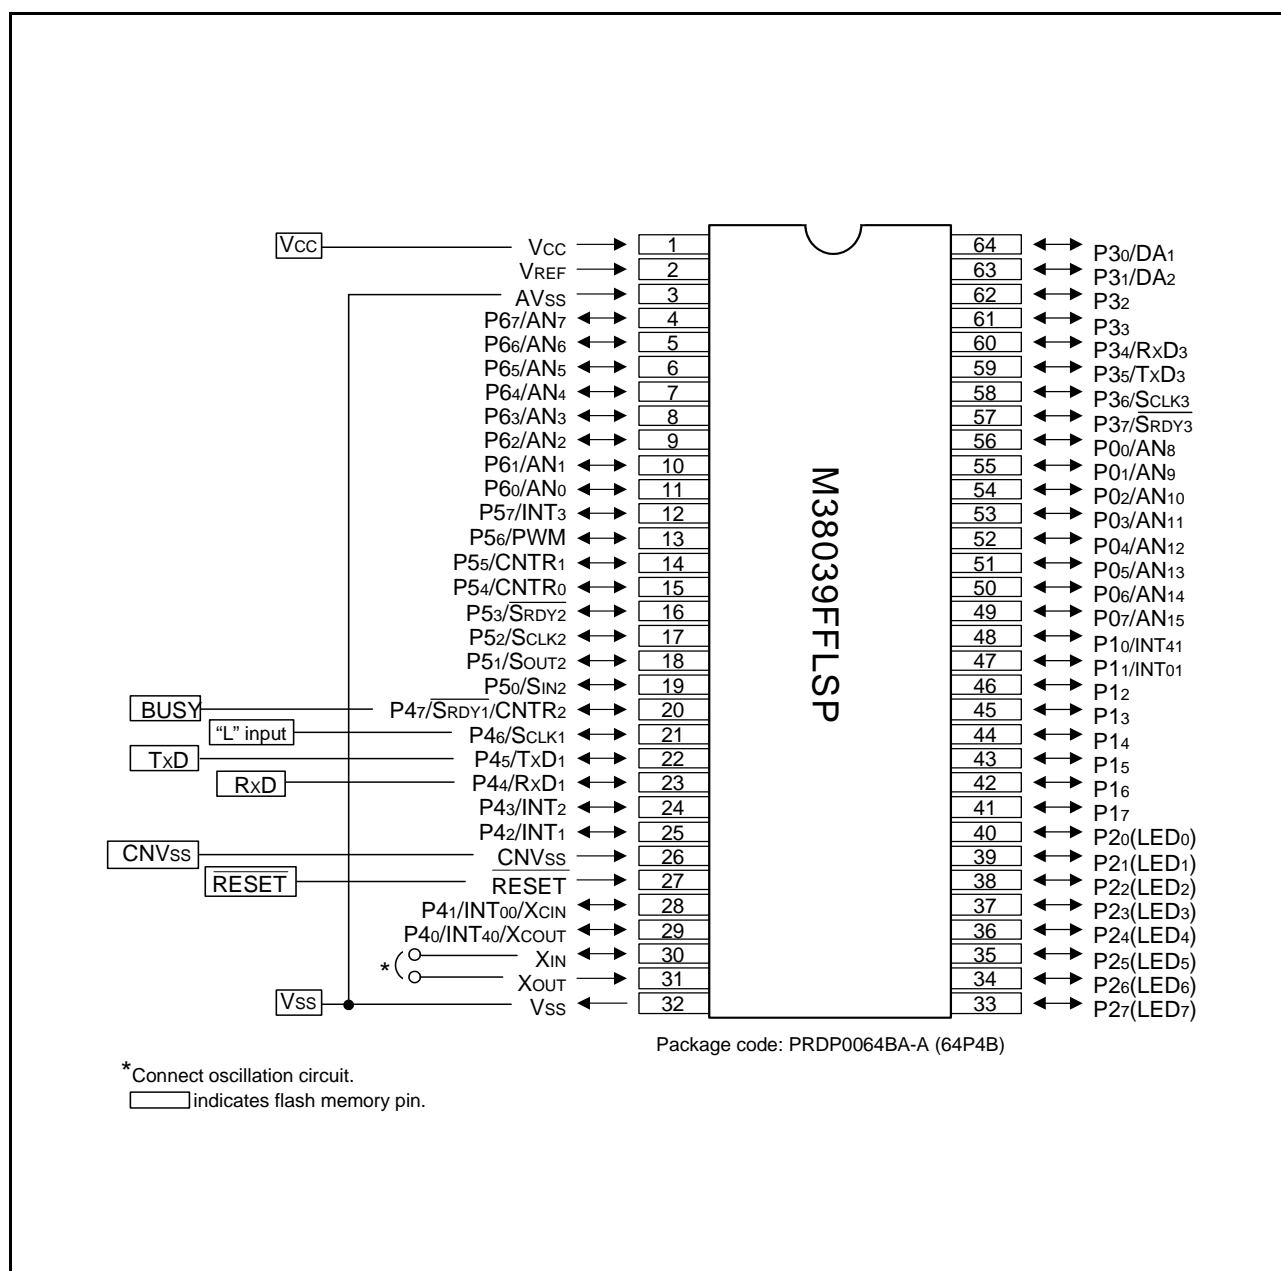 VCC VCC 1 64 P30/DA1
VREF 2 63 P31/DA2
AVSS 3 62 P32
P67/AN7 4 61 P33
P66/AN6 5 60 P34/RXD3
P65/AN5 6 59 P35/TXD3
P64/AN4 7 58 P36/SCLK3
P63/AN3 8 57 P37/S̅R̅D̅Y̅3̅
P62/AN2 9 56 P00/AN8
P61/AN1 10 55 P01/AN9
P60/AN0 11 54 P02/AN10
P57/INT3 12 53 P03/AN11
P56/PWM 13 52 P04/AN12
P55/CNTR1 14 51 P05/AN13
P54/CNTR0 15 50 P06/AN14
P53/S̅R̅D̅Y̅2̅ 16 49 P07/AN15
P52/SCLK2 17 48 P10/INT41
P51/SOUT2 18 47 P11/INT01
P50/SIN2 19 46 P12
BUSY P47/S̅R̅D̅Y̅1̅/CNTR2 20 45 P13
“L” input P46/SCLK1 21 44 P14
TXD P45/TXD1 22 43 P15
RXD P44/RXD1 23 42 P16
P43/INT2 24 41 P17
P42/INT1 25 40 P20(LED0)
CNVSS CNVSS 26 39 P21(LED1)
R̅E̅S̅E̅T̅ R̅E̅S̅E̅T̅ 27 38 P22(LED2)
P41/INT00/XCIN 28 37 P23(LED3)
P40/INT40/XCOUT 29 36 P24(LED4)
* XIN 30 35 P25(LED5)
XOUT 31 34 P26(LED6)
VSS VSS 32 33 P27(LED7)
M38039FFLSP
Package code: PRDP0064BA-A (64P4B)
*Connect oscillation circuit.
indicates flash memory pin.